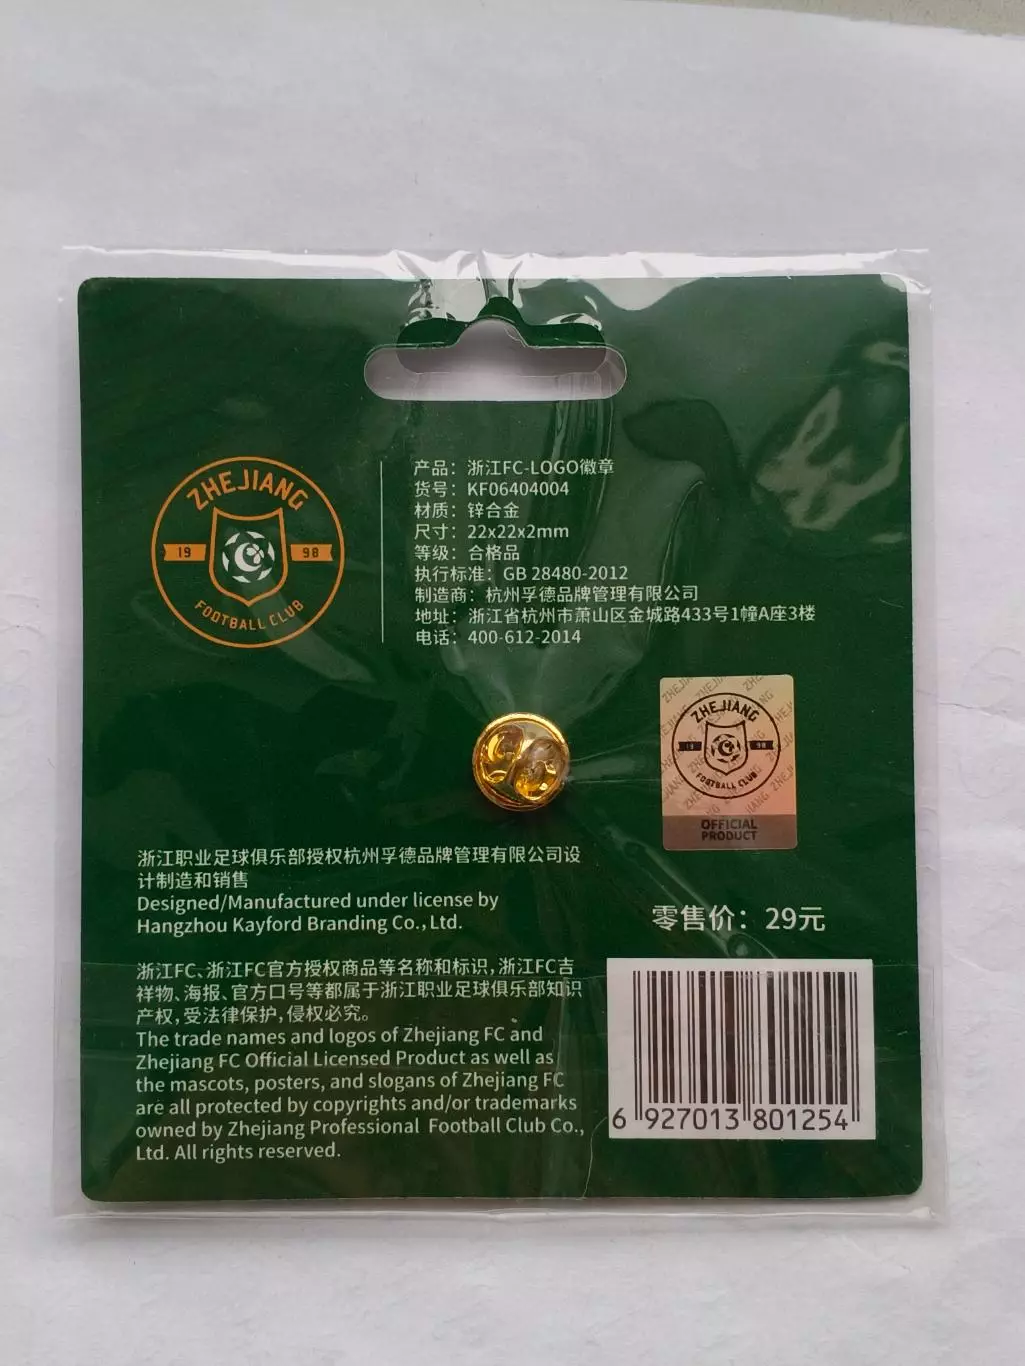 ZHEJIANG
19 98
FOOTBALL CLUB
产品：浙江FC-LOGO徽章
货号：KF06404004
材质：锌合金
尺寸：22x22x2mm
等级：合格品
执行标准：GB 28480-2012
制造商：杭州孚德品牌管理有限公司
地址：浙江省杭州市萧山区金城路433号1幢A座3楼
电话：400-612-2014
ZHEJIANG
19 98
FOOTBALL CLUB
OFFICIAL
PRODUCT
浙江职业足球俱乐部授权杭州孚德品牌管理有限公司设
计制造和销售
Designed/Manufactured under license by
Hangzhou Kayford Branding Co., Ltd.
零售价：29元
浙江FC、浙江FC官方授权商品等名称和标识，浙江FC吉
祥物、海报、官方口号等都属于浙江职业足球俱乐部知识
产权，受法律保护，侵权必究。
The trade names and logos of Zhejiang FC and
Zhejiang FC Official Licensed Product as well as
the mascots, posters, and slogans of Zhejiang FC
are all protected by copyrights and/or trademarks
owned by Zhejiang Professional Football Club Co.,
Ltd. All rights reserved.
6 927013 801254